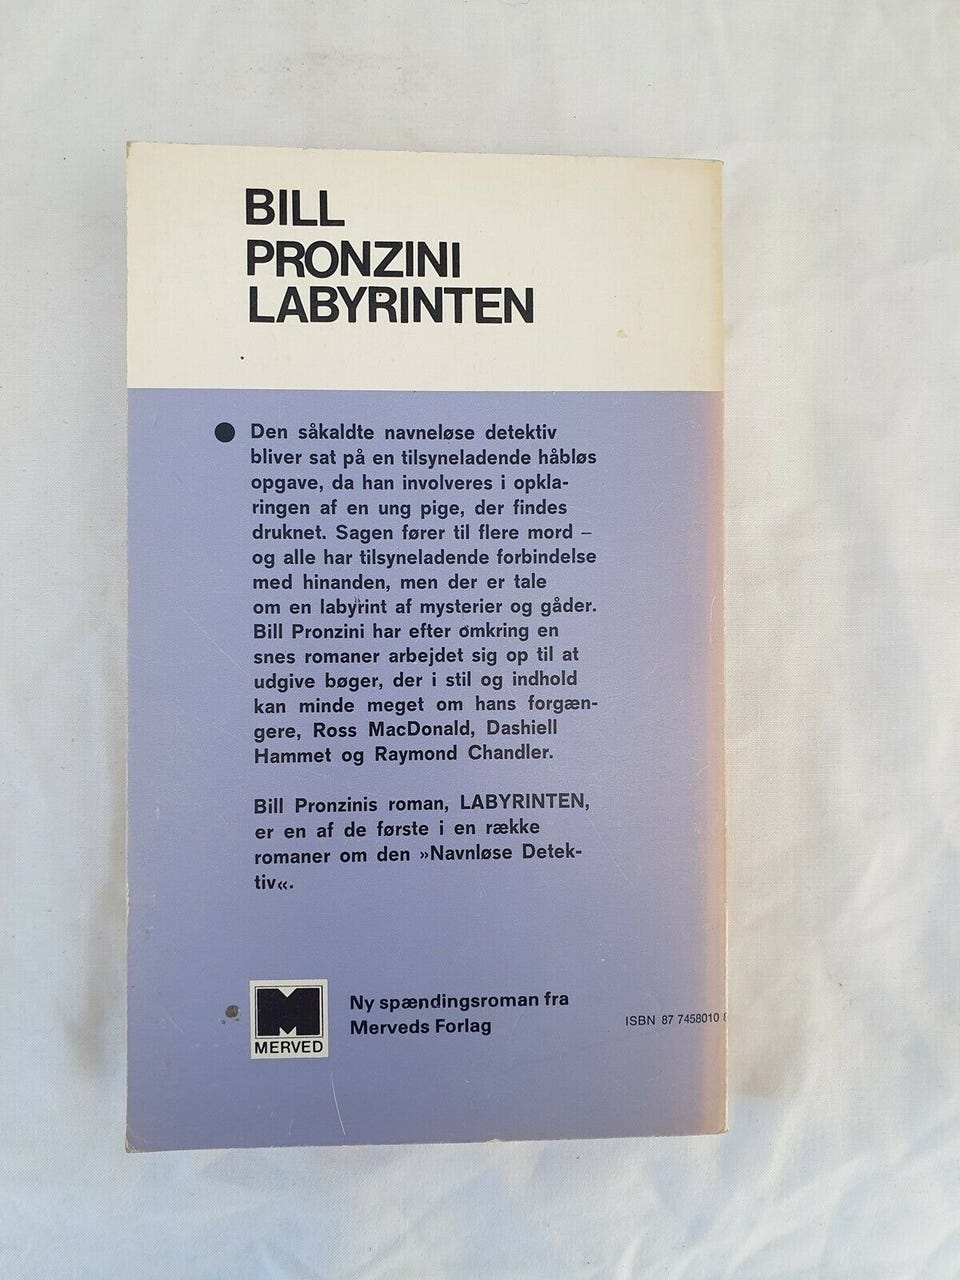 BILL
PRONZINI
LABYRINTEN
Den såkaldte navneløse detektiv
bliver sat på en tilsyneladende håbløs
opgave, da han involveres i opkla-
ringen af en ung pige, der findes
druknet. Sagen fører til flere mord –
og alle har tilsyneladende forbindelse
med hinanden, men der er tale
om en labyrint af mysterier og gåder.
Bill Pronzini har efter omkring en
snes romaner arbejdet sig op til at
udgive bøger, der i stil og indhold
kan minde meget om hans forgæn-
gere, Ross MacDonald, Dashiell
Hammet og Raymond Chandler.
Bill Pronzinis roman, LABYRINTEN,
er en af de første i en række
romaner om den »Navnløse Detek-
tiv«.
M
MERVED
Ny spændingsroman fra
Merveds Forlag
ISBN 87 7458010